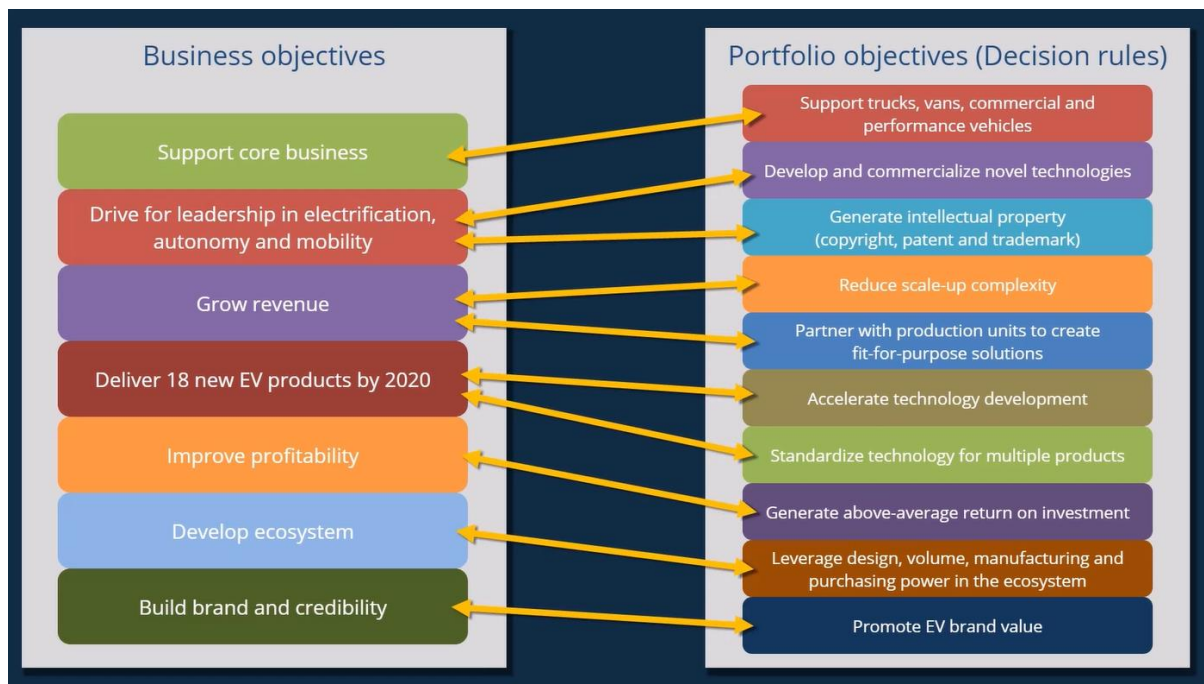 Business objectives
Support core business
Drive for leadership in electrification,
autonomy and mobility
Grow revenue
Deliver 18 new EV products by 2020
Improve profitability
Develop ecosystem
Build brand and credibility
Portfolio objectives (Decision rules)
Support trucks, vans, commercial and
performance vehicles
Develop and commercialize novel technologies
Generate intellectual property
(copyright, patent and trademark)
Reduce scale-up complexity
Partner with production units to create
fit-for-purpose solutions
Accelerate technology development
Standardize technology for multiple products
Generate above-average return on investment
Leverage design, volume, manufacturing and
purchasing power in the ecosystem
Promote EV brand value